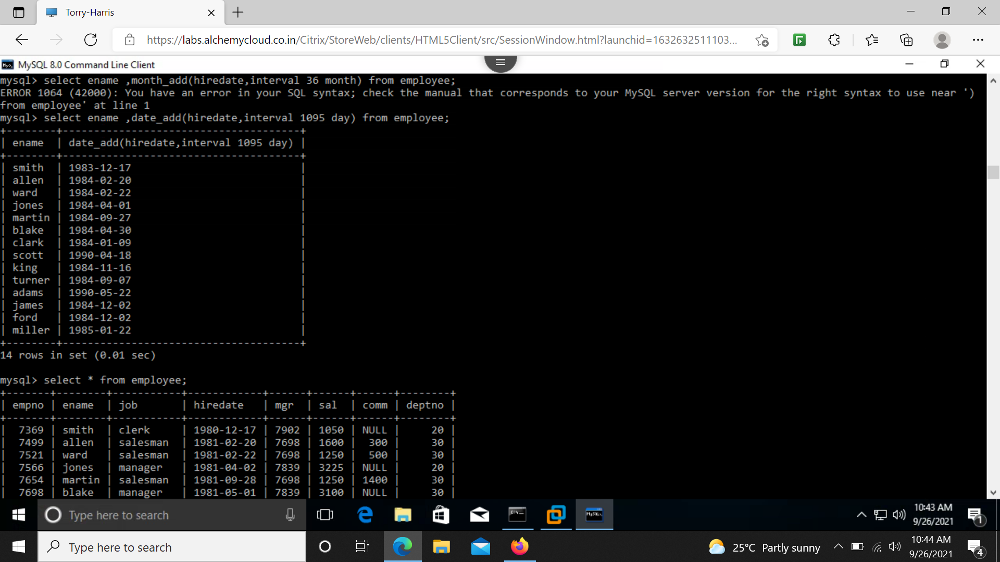 Torry-Harris
https://labs.alchemycloud.co.in/Citrix/StoreWeb/clients/HTML5Client/src/SessionWindow.html?launchid=1632632511103...
MySQL 8.0 Command Line Client
mysql> select ename ,month_add(hiredate,interval 36 month) from employee;
ERROR 1064 (42000): You have an error in your SQL syntax; check the manual that corresponds to your MySQL server version for the right syntax to use near ')
from employee' at line 1
mysql> select ename ,date_add(hiredate,interval 1095 day) from employee;
+--------+--------------------------------------+
| ename  | date_add(hiredate,interval 1095 day) |
+--------+--------------------------------------+
| smith  | 1983-12-17                           |
| allen  | 1984-02-20                           |
| ward   | 1984-02-22                           |
| jones  | 1984-04-01                           |
| martin | 1984-09-27                           |
| blake  | 1984-04-30                           |
| clark  | 1984-01-09                           |
| scott  | 1990-04-18                           |
| king   | 1984-11-16                           |
| turner | 1984-09-07                           |
| adams  | 1990-05-22                           |
| james  | 1984-12-02                           |
| ford   | 1984-12-02                           |
| miller | 1985-01-22                           |
+--------+--------------------------------------+
14 rows in set (0.01 sec)
mysql> select * from employee;
+-------+--------+-----------+------------+------+------+------+--------+
| empno | ename  | job       | hiredate   | mgr  | sal  | comm | deptno |
+-------+--------+-----------+------------+------+------+------+--------+
|  7369 | smith  | clerk     | 1980-12-17 | 7902 | 1050 | NULL |     20 |
|  7499 | allen  | salesman  | 1981-02-20 | 7698 | 1600 |  300 |     30 |
|  7521 | ward   | salesman  | 1981-02-22 | 7698 | 1250 |  500 |     30 |
|  7566 | jones  | manager   | 1981-04-02 | 7839 | 3225 | NULL |     20 |
|  7654 | martin | salesman  | 1981-09-28 | 7698 | 1250 | 1400 |     30 |
|  7698 | blake  | manager   | 1981-05-01 | 7839 | 3100 | NULL |     30 |
Type here to search
10:43 AM
9/26/2021
1
Type here to search
25°C Partly sunny
10:44 AM
9/26/2021
4